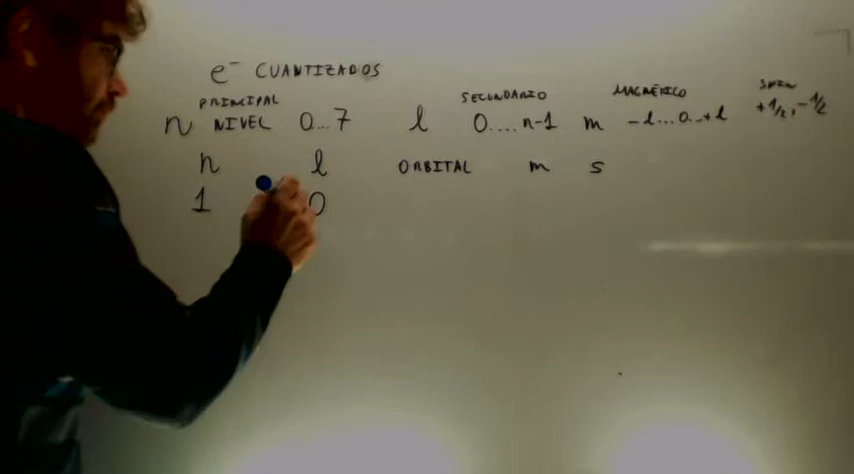 e⁻ CUANTIZADOS
PRINCIPAL SECUNDARIO MAGNÉTICO SPIN
n NIVEL 0...7 l 0....n-1 m -l...0...+l +1/2,-1/2
n l ORBITAL m s
1 0